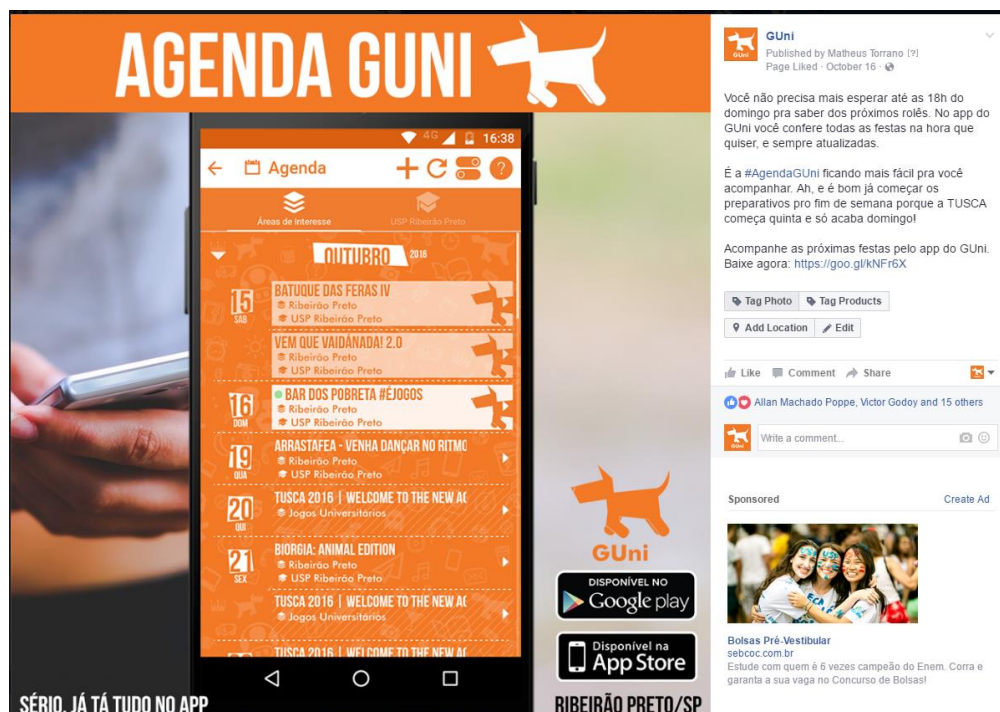 AGENDA GUNI
4G 16:38
Agenda
Áreas de Interesse
USP Ribeirão Preto
OUTUBRO 2016
15
SAB
BATUQUE DAS FERAS IV
Ribeirão Preto
USP Ribeirão Preto
VEM QUE VAIDÁNADA! 2.0
Ribeirão Preto
USP Ribeirão Preto
16
DOM
BAR DOS POBRETA #ÉJOGOS
Ribeirão Preto
USP Ribeirão Preto
19
QUA
ARRASTAFEA - VENHA DANÇAR NO RITMO
Ribeirão Preto
USP Ribeirão Preto
20
QUI
TUSCA 2016 | WELCOME TO THE NEW AG
Jogos Universitários
21
SEX
BIORGIA: ANIMAL EDITION
Ribeirão Preto
USP Ribeirão Preto
TUSCA 2016 | WELCOME TO THE NEW AG
Jogos Universitários
TUSCA 2016 | WELCOME TO THE NEW AG
GUni
DISPONÍVEL NO
Google play
Disponível na
App Store
SÉRIO, JÁ TÁ TUDO NO APP
RIBEIRÃO PRETO/SP
GUni
GUni
Published by Matheus Torrano [?]
Page Liked · October 16 ·
Você não precisa mais esperar até as 18h do
domingo pra saber dos próximos rolês. No app do
GUni você confere todas as festas na hora que
quiser, e sempre atualizadas.
É a #AgendaGUni ficando mais fácil pra você
acompanhar. Ah, e é bom já começar os
preparativos pro fim de semana porque a TUSCA
começa quinta e só acaba domingo!
Acompanhe as próximas festas pelo app do GUni.
Baixe agora: https://goo.gl/kNFr6X
Tag Photo Tag Products
Add Location Edit
Like Comment Share
Allan Machado Poppe, Victor Godoy and 15 others
Write a comment...
Sponsored Create Ad
Bolsas Pré-Vestibular
sebcoc.com.br
Estude com quem é 6 vezes campeão do Enem. Corra e
garanta a sua vaga no Concurso de Bolsas!